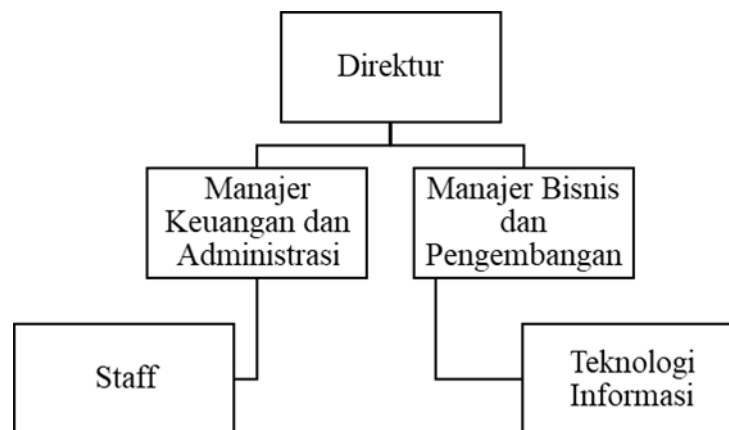 Direktur
Manajer
Keuangan dan
Administrasi
Manajer Bisnis
dan
Pengembangan
Staff
Teknologi
Informasi